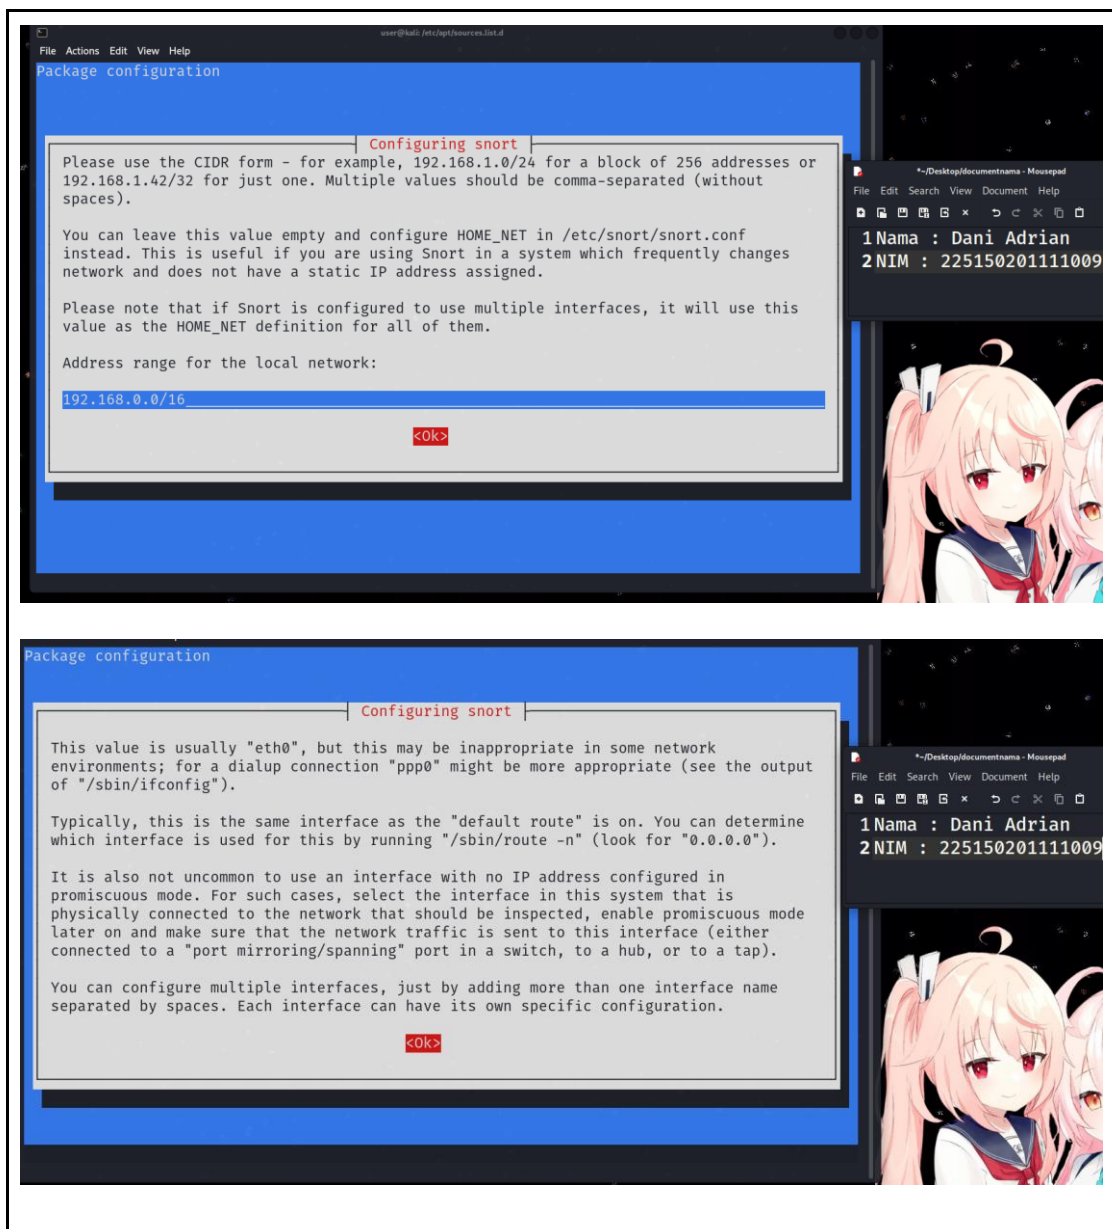 user@kali: /etc/apt/sources.list.d
File Actions Edit View Help
Package configuration
Configuring snort
Please use the CIDR form - for example, 192.168.1.0/24 for a block of 256 addresses or
192.168.1.42/32 for just one. Multiple values should be comma-separated (without
spaces).
You can leave this value empty and configure HOME_NET in /etc/snort/snort.conf
instead. This is useful if you are using Snort in a system which frequently changes
network and does not have a static IP address assigned.
Please note that if Snort is configured to use multiple interfaces, it will use this
value as the HOME_NET definition for all of them.
Address range for the local network:
192.168.0.0/16
<Ok>
*~/Desktop/documentnama - Mousepad
File Edit Search View Document Help
1 Nama : Dani Adrian
2 NIM : 225150201111009
Package configuration
Configuring snort
This value is usually "eth0", but this may be inappropriate in some network
environments; for a dialup connection "ppp0" might be more appropriate (see the output
of "/sbin/ifconfig").
Typically, this is the same interface as the "default route" is on. You can determine
which interface is used for this by running "/sbin/route -n" (look for "0.0.0.0").
It is also not uncommon to use an interface with no IP address configured in
promiscuous mode. For such cases, select the interface in this system that is
physically connected to the network that should be inspected, enable promiscuous mode
later on and make sure that the network traffic is sent to this interface (either
connected to a "port mirroring/spanning" port in a switch, to a hub, or to a tap).
You can configure multiple interfaces, just by adding more than one interface name
separated by spaces. Each interface can have its own specific configuration.
<Ok>
*~/Desktop/documentnama - Mousepad
File Edit Search View Document Help
1 Nama : Dani Adrian
2 NIM : 225150201111009